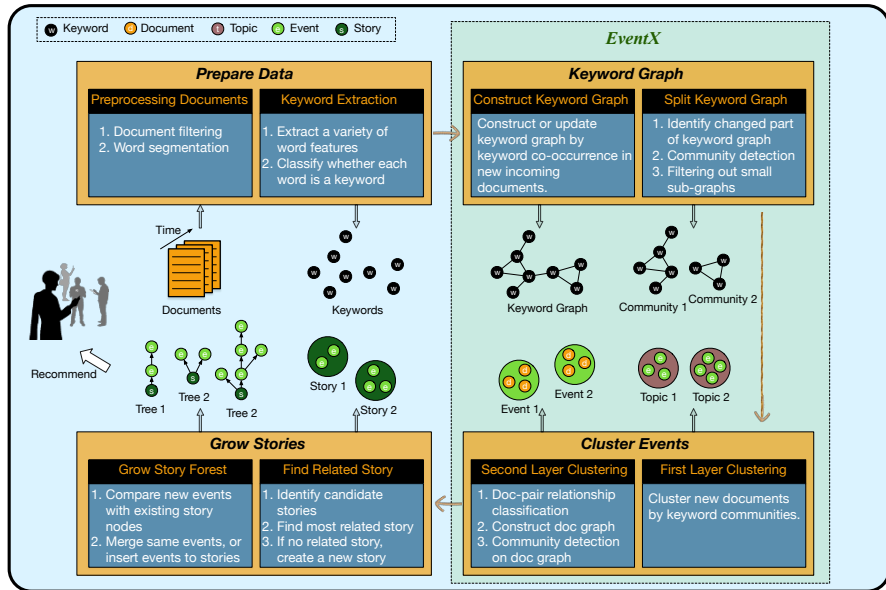 w Keyword d Document t Topic e Event s Story
EventX
Prepare Data
Preprocessing Documents
1. Document filtering
2. Word segmentation
Keyword Extraction
1. Extract a variety of
word features
2. Classify whether each
word is a keyword
Keyword Graph
Construct Keyword Graph
Construct or update
keyword graph by
keyword co-occurrence in
new incoming
documents.
Split Keyword Graph
1. Identify changed part
of keyword graph
2. Community detection
3. Filtering out small
sub-graphs
Time
Documents
w
w
w
w
w
w
w
w
Keywords
w
w
w
w
w
w
w
w
Keyword Graph
w
w
w
w
w
Community 1
w
w
w
Community 2
Recommend
e
e
s
Tree 1
e
e
s
Tree 2
e
e
e
e
e
s
Tree 2
e
e
Story 1
e
e
e
Story 2
d
d
d
Event 1
d
d
d
Event 2
e
e
e
Topic 1
e
e
e
e
Topic 2
Grow Stories
Grow Story Forest
1. Compare new events
with existing story
nodes
2. Merge same events, or
insert events to stories
Find Related Story
1. Identify candidate
stories
2. Find most related story
3. If no related story,
create a new story
Cluster Events
Second Layer Clustering
1. Doc-pair relationship
classification
2. Construct doc graph
3. Community detection
on doc graph
First Layer Clustering
Cluster new documents
by keyword communities.